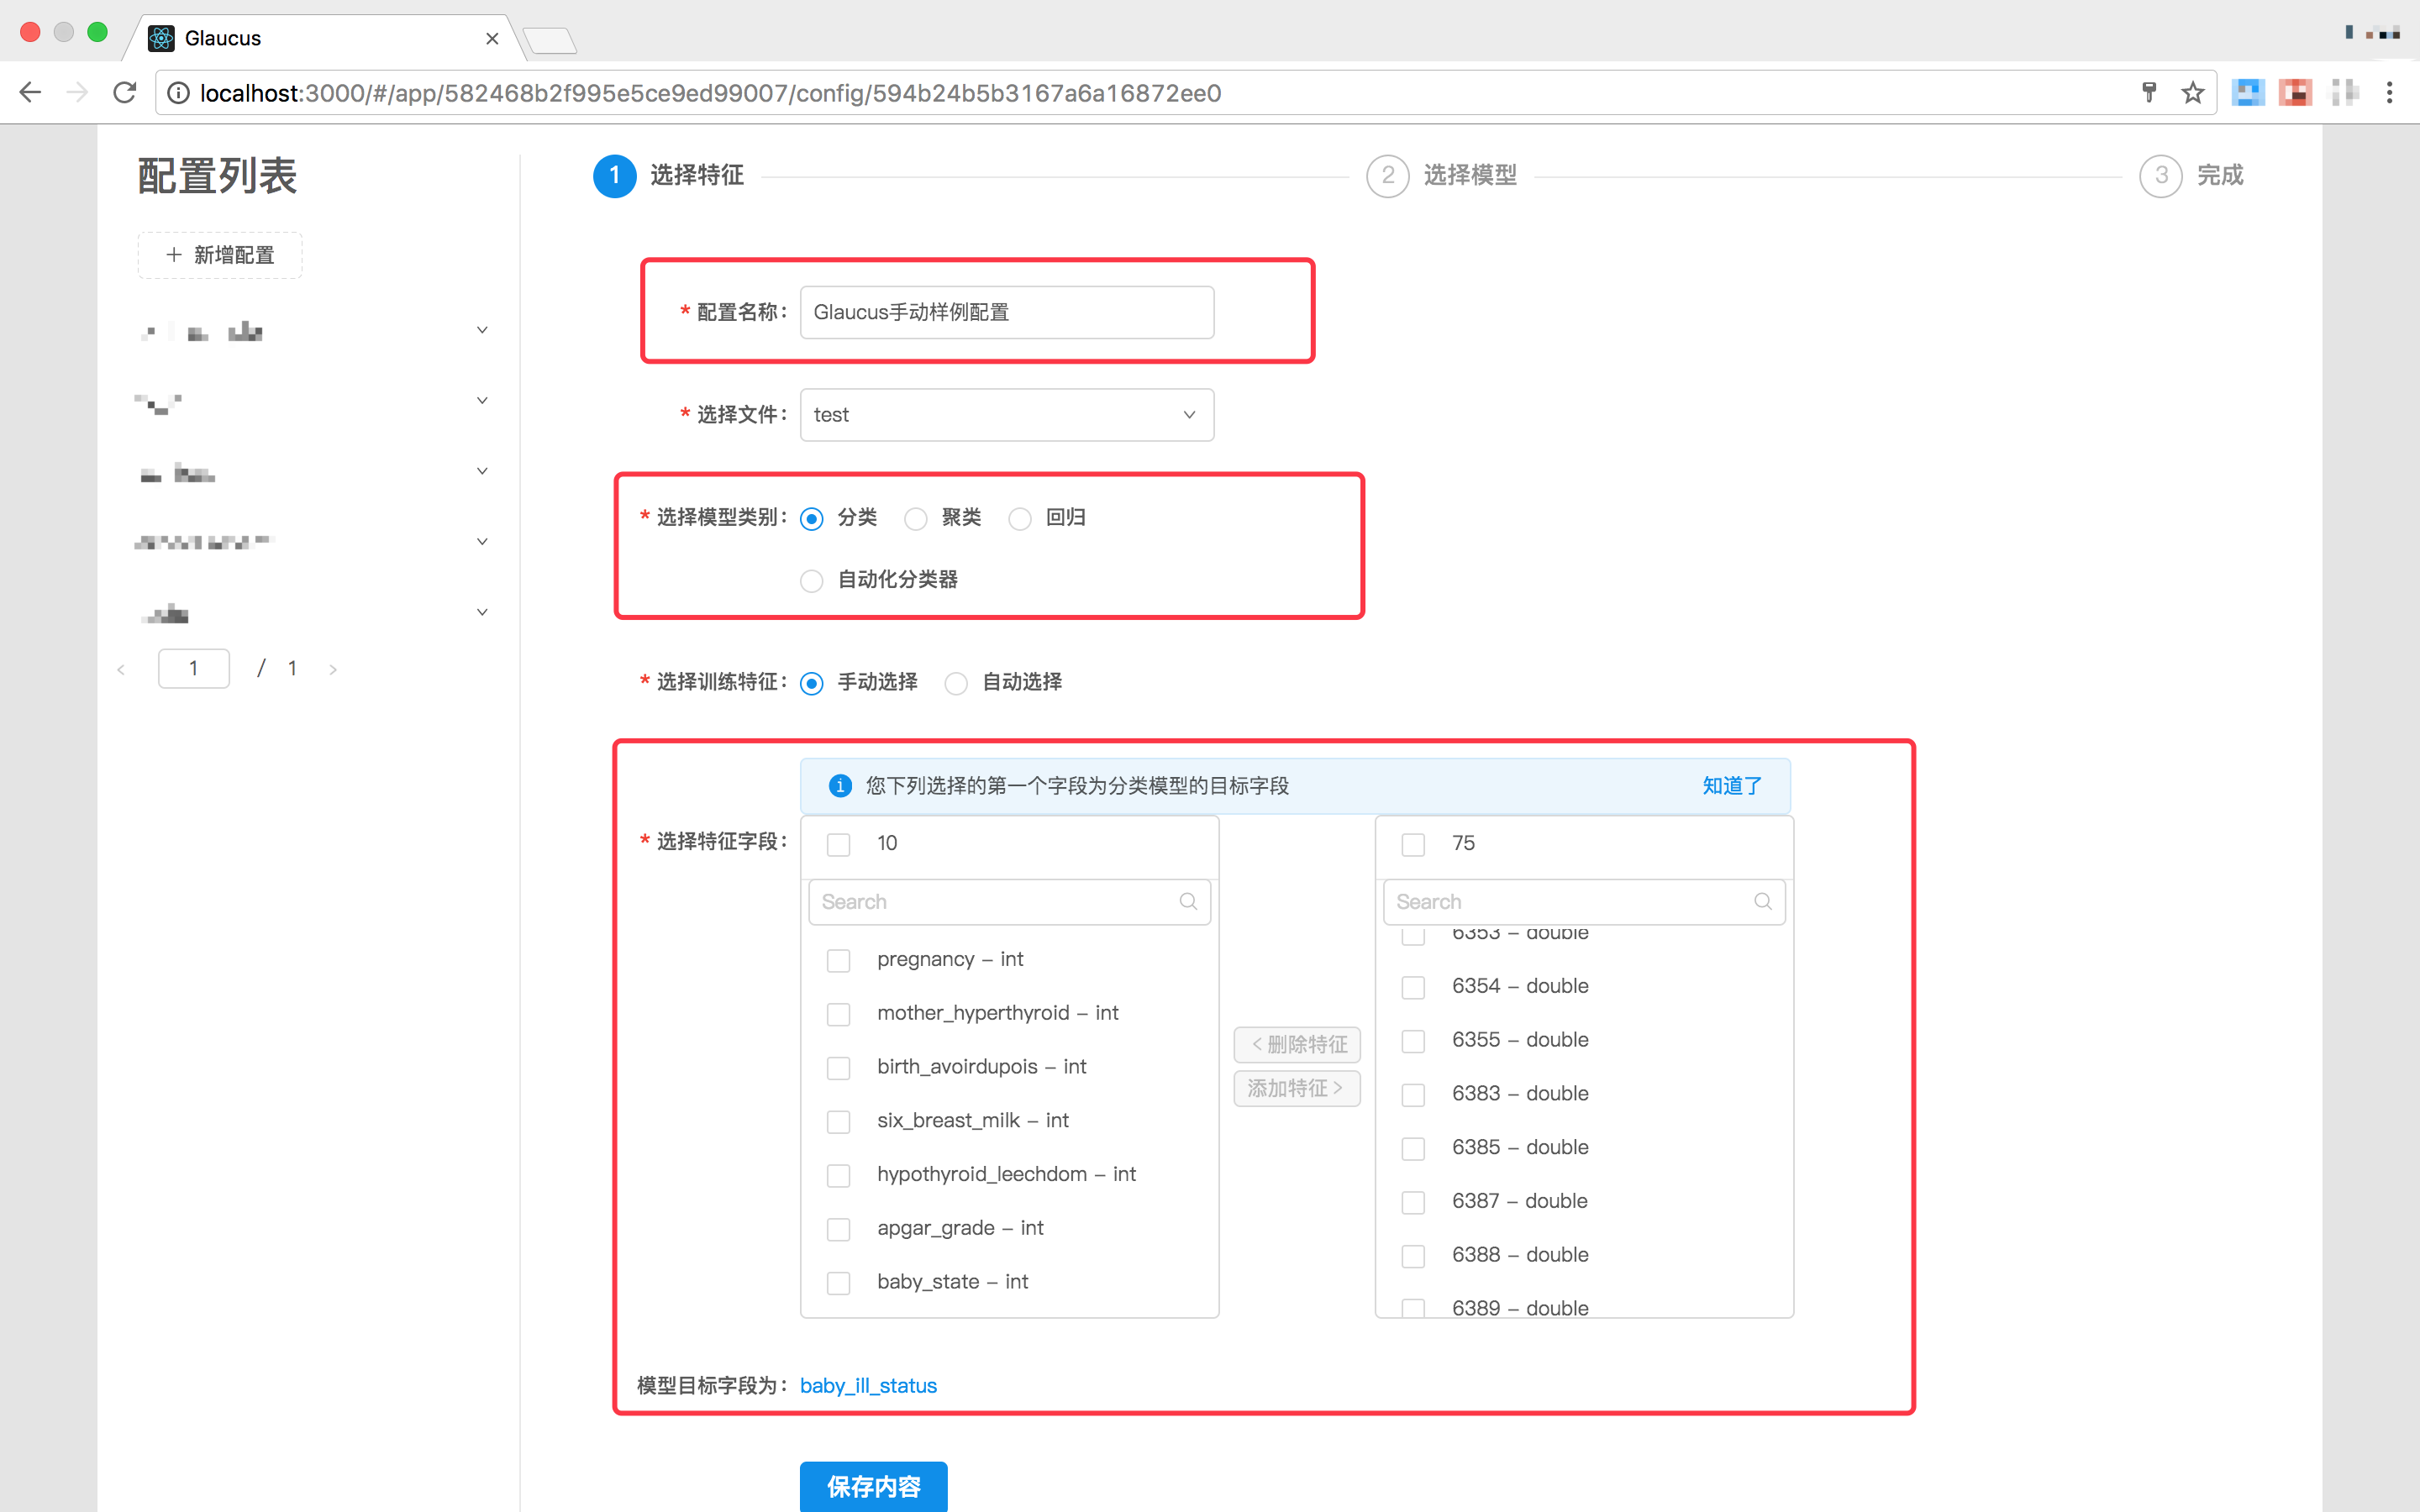 Glaucus
localhost:3000/#/app/582468b2f995e5ce9ed99007/config/594b24b5b3167a6a16872ee0
配置列表
+ 新增配置
1 / 1
1 选择特征
2 选择模型
3 完成
* 配置名称: Glaucus手动样例配置
* 选择文件: test
* 选择模型类别: 分类 聚类 回归
自动化分类器
* 选择训练特征: 手动选择 自动选择
您下列选择的第一个字段为分类模型的目标字段 知道了
* 选择特征字段:
10
Search
pregnancy – int
mother_hyperthyroid – int
birth_avoirdupois – int
six_breast_milk – int
hypothyroid_leechdom – int
apgar_grade – int
baby_state – int
< 删除特征
添加特征 >
75
Search
6353 – double
6354 – double
6355 – double
6383 – double
6385 – double
6387 – double
6388 – double
6389 – double
模型目标字段为: baby_ill_status
保存内容